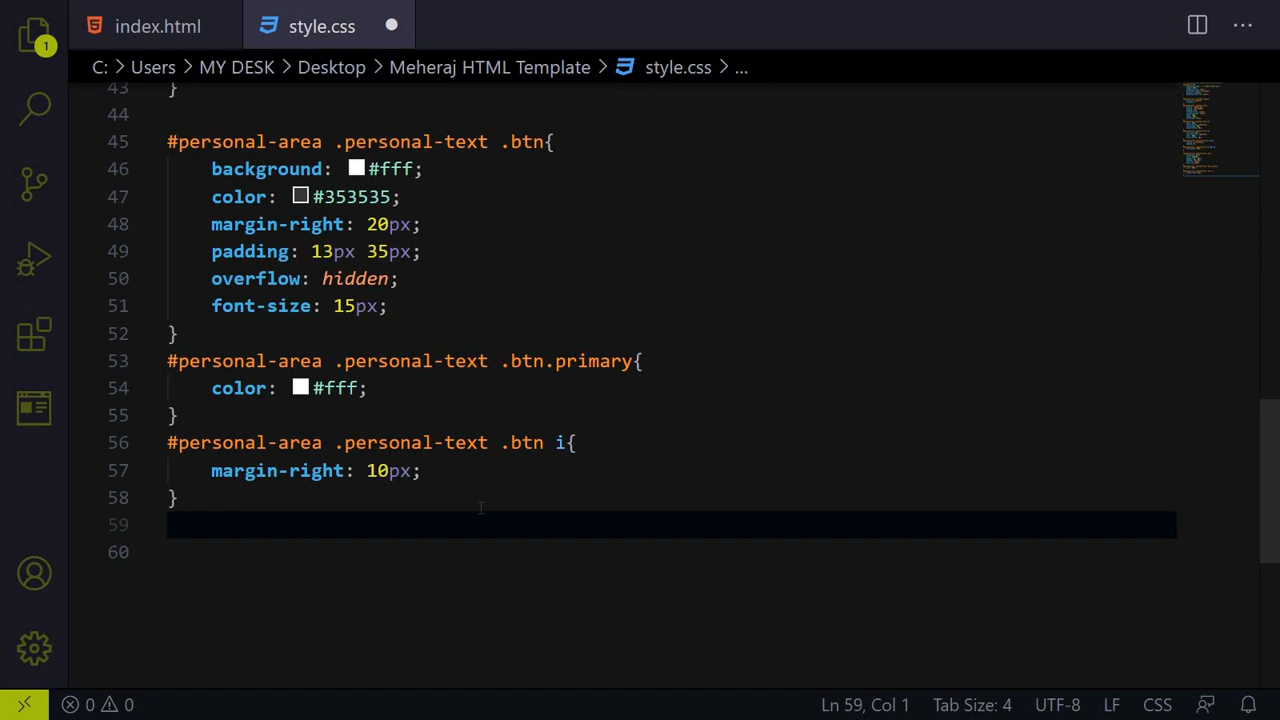 index.html
style.css
1
C: > Users > MY DESK > Desktop > Meheraj HTML Template > style.css > ...
43 }
44
45 #personal-area .personal-text .btn{
46 background: #fff;
47 color: #353535;
48 margin-right: 20px;
49 padding: 13px 35px;
50 overflow: hidden;
51 font-size: 15px;
52 }
53 #personal-area .personal-text .btn.primary{
54 color: #fff;
55 }
56 #personal-area .personal-text .btn i{
57 margin-right: 10px;
58 }
59
60
0 0 Ln 59, Col 1 Tab Size: 4 UTF-8 LF CSS